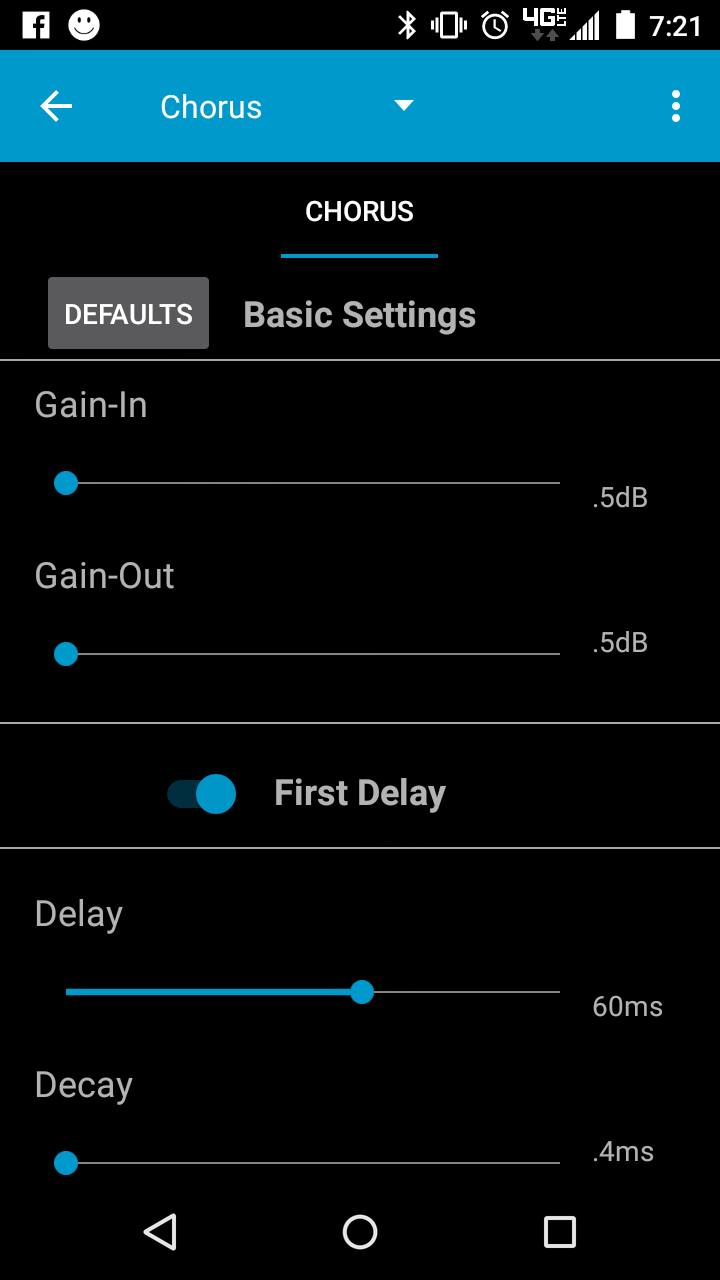 4G LTE 7:21
Chorus
CHORUS
DEFAULTS Basic Settings
Gain-In
.5dB
Gain-Out
.5dB
First Delay
Delay
60ms
Decay
.4ms